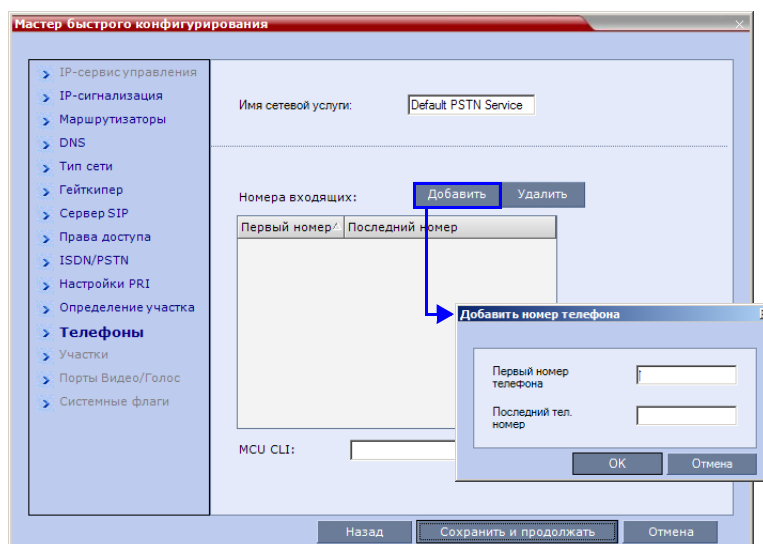 Мастер быстрого конфигурирования
IP-сервис управления
IP-сигнализация
Маршрутизаторы
DNS
Тип сети
Гейткипер
Сервер SIP
Права доступа
ISDN/PSTN
Настройки PRI
Определение участка
Телефоны
Участки
Порты Видео/Голос
Системные флаги
Имя сетевой услуги: Default PSTN Service
Номера входящих: Добавить Удалить
Первый номер Последний номер
MCU CLI:
Добавить номер телефона
Первый номер
телефона
Последний тел.
номер
OK Отмена
Назад Сохранить и продолжать Отмена